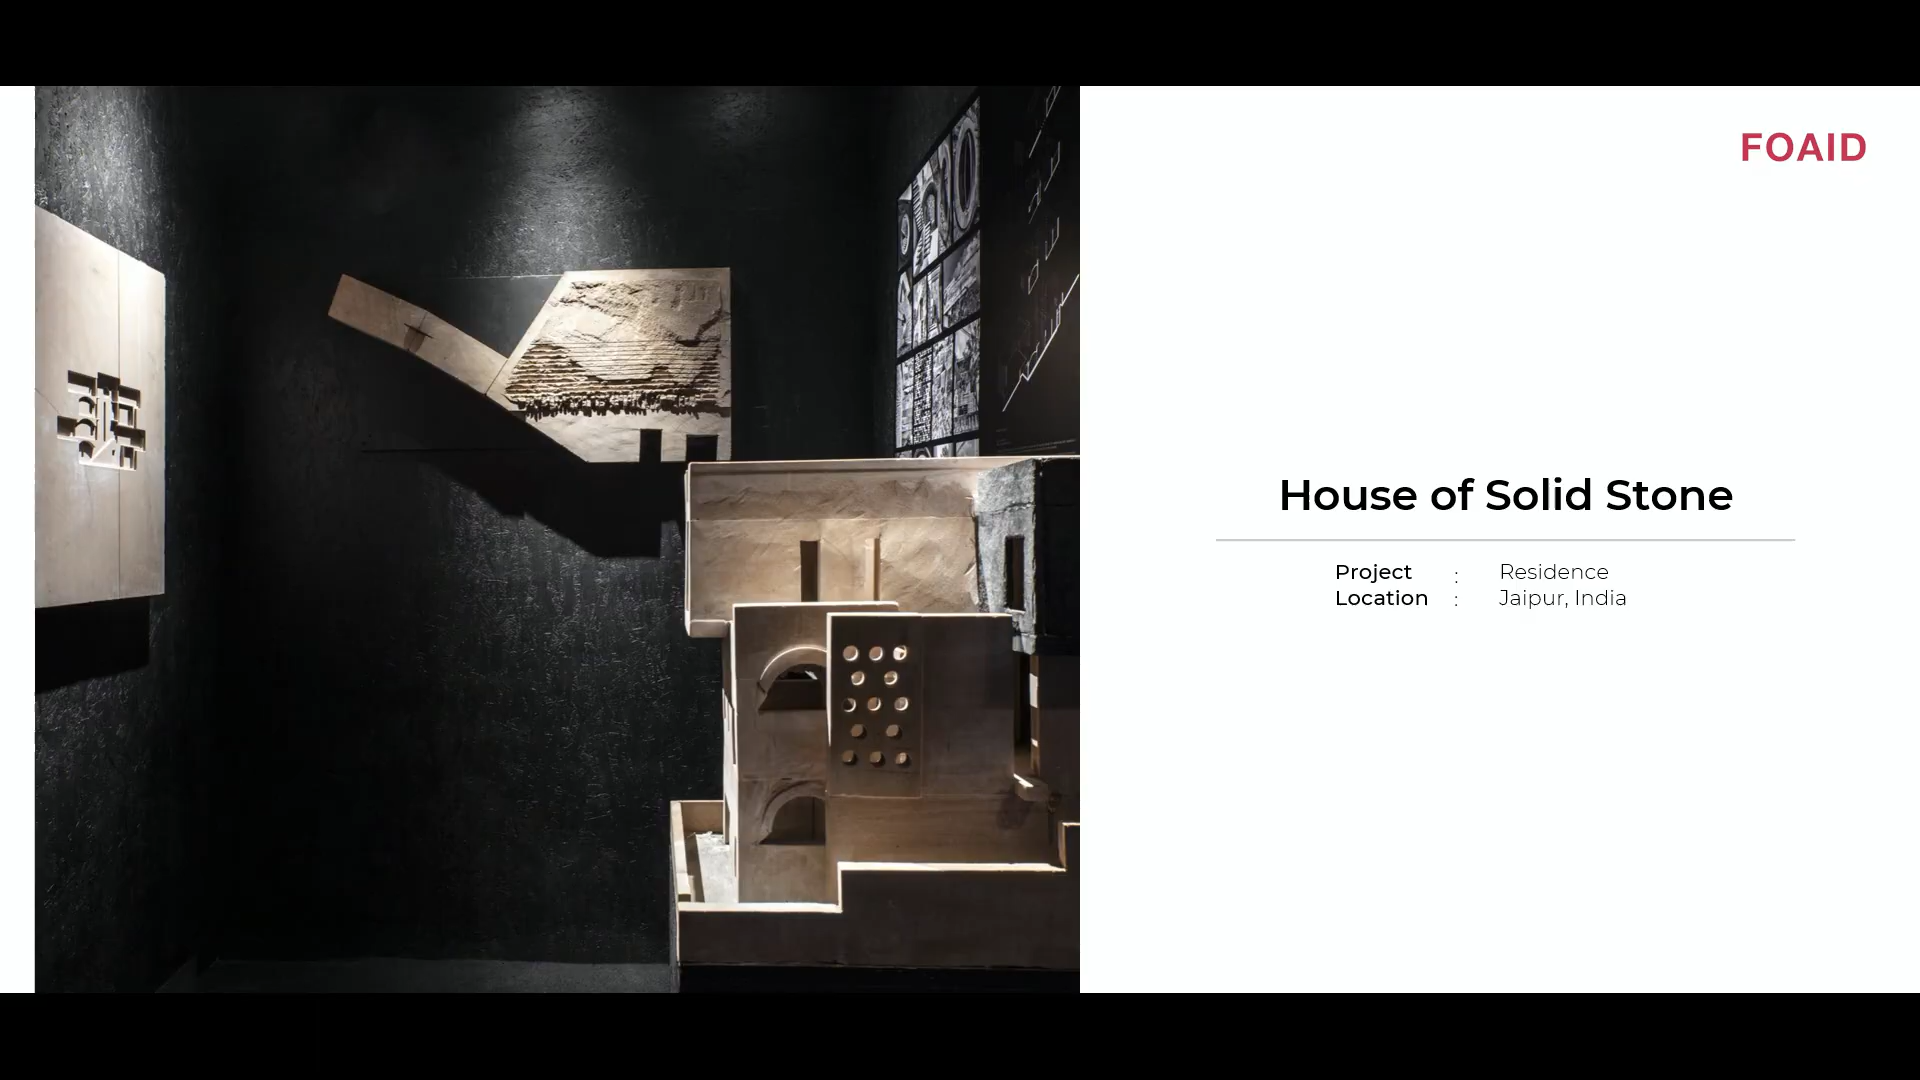 FOAID
House of Solid Stone
Project : Residence
Location : Jaipur, India